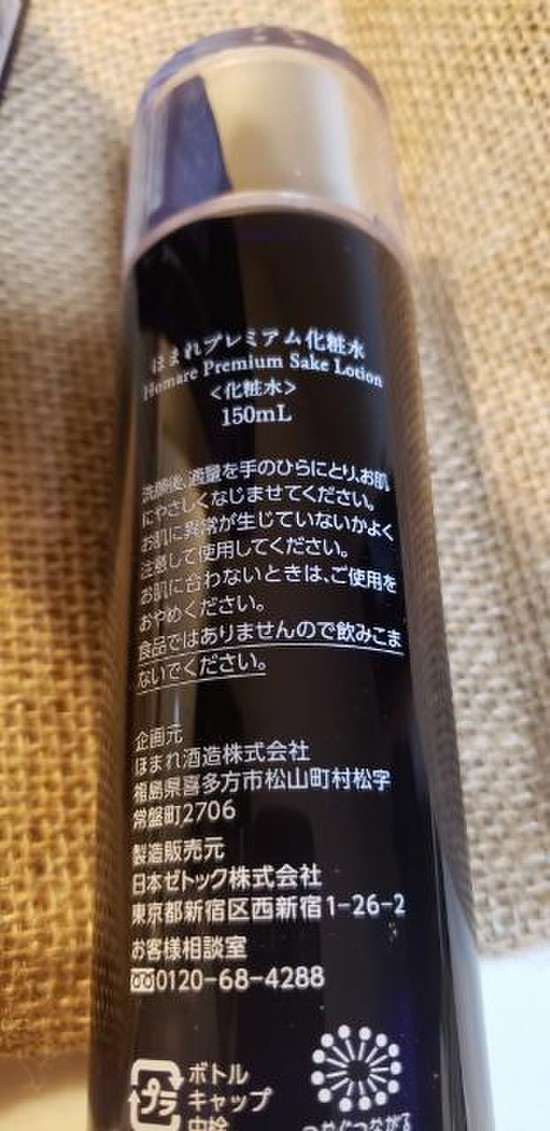 ほまれプレミアム化粧水
Homare Premium Sake Lotion
<化粧水>
150mL
洗顔後、適量を手のひらにとり、お肌
にやさしくなじませてください。
お肌に異常が生じていないかよく
注意して使用してください。
お肌に合わないときは、ご使用を
おやめください。
食品ではありませんので飲みこま
ないでください。
企画元
ほまれ酒造株式会社
福島県喜多方市松山町村松字
常盤町2706
製造販売元
日本ゼトック株式会社
東京都新宿区西新宿1-26-2
お客様相談室
0120-68-4288
プラ
ボトル
キャップ
中栓